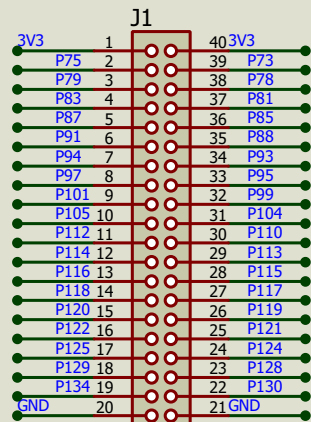 J1
3V3 1 40 3V3
P75 2 39 P73
P79 3 38 P78
P83 4 37 P81
P87 5 36 P85
P91 6 35 P88
P94 7 34 P93
P97 8 33 P95
P101 9 32 P99
P105 10 31 P104
P112 11 30 P110
P114 12 29 P113
P116 13 28 P115
P118 14 27 P117
P120 15 26 P119
P122 16 25 P121
P125 17 24 P124
P129 18 23 P128
P134 19 22 P130
GND 20 21 GND